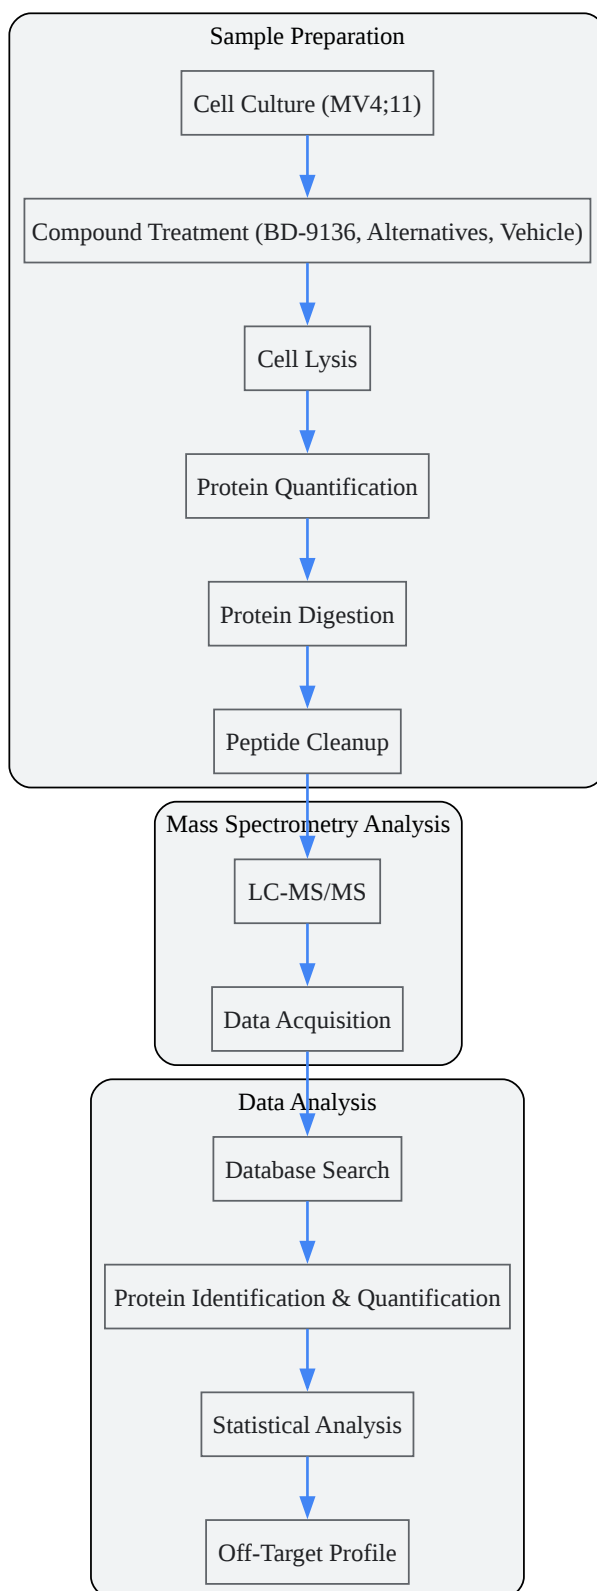 Sample Preparation
Cell Culture (MV4;11)
Compound Treatment (BD-9136, Alternatives, Vehicle)
Cell Lysis
Protein Quantification
Protein Digestion
Peptide Cleanup
Mass Spectrometry Analysis
LC-MS/MS
Data Acquisition
Data Analysis
Database Search
Protein Identification & Quantification
Statistical Analysis
Off-Target Profile